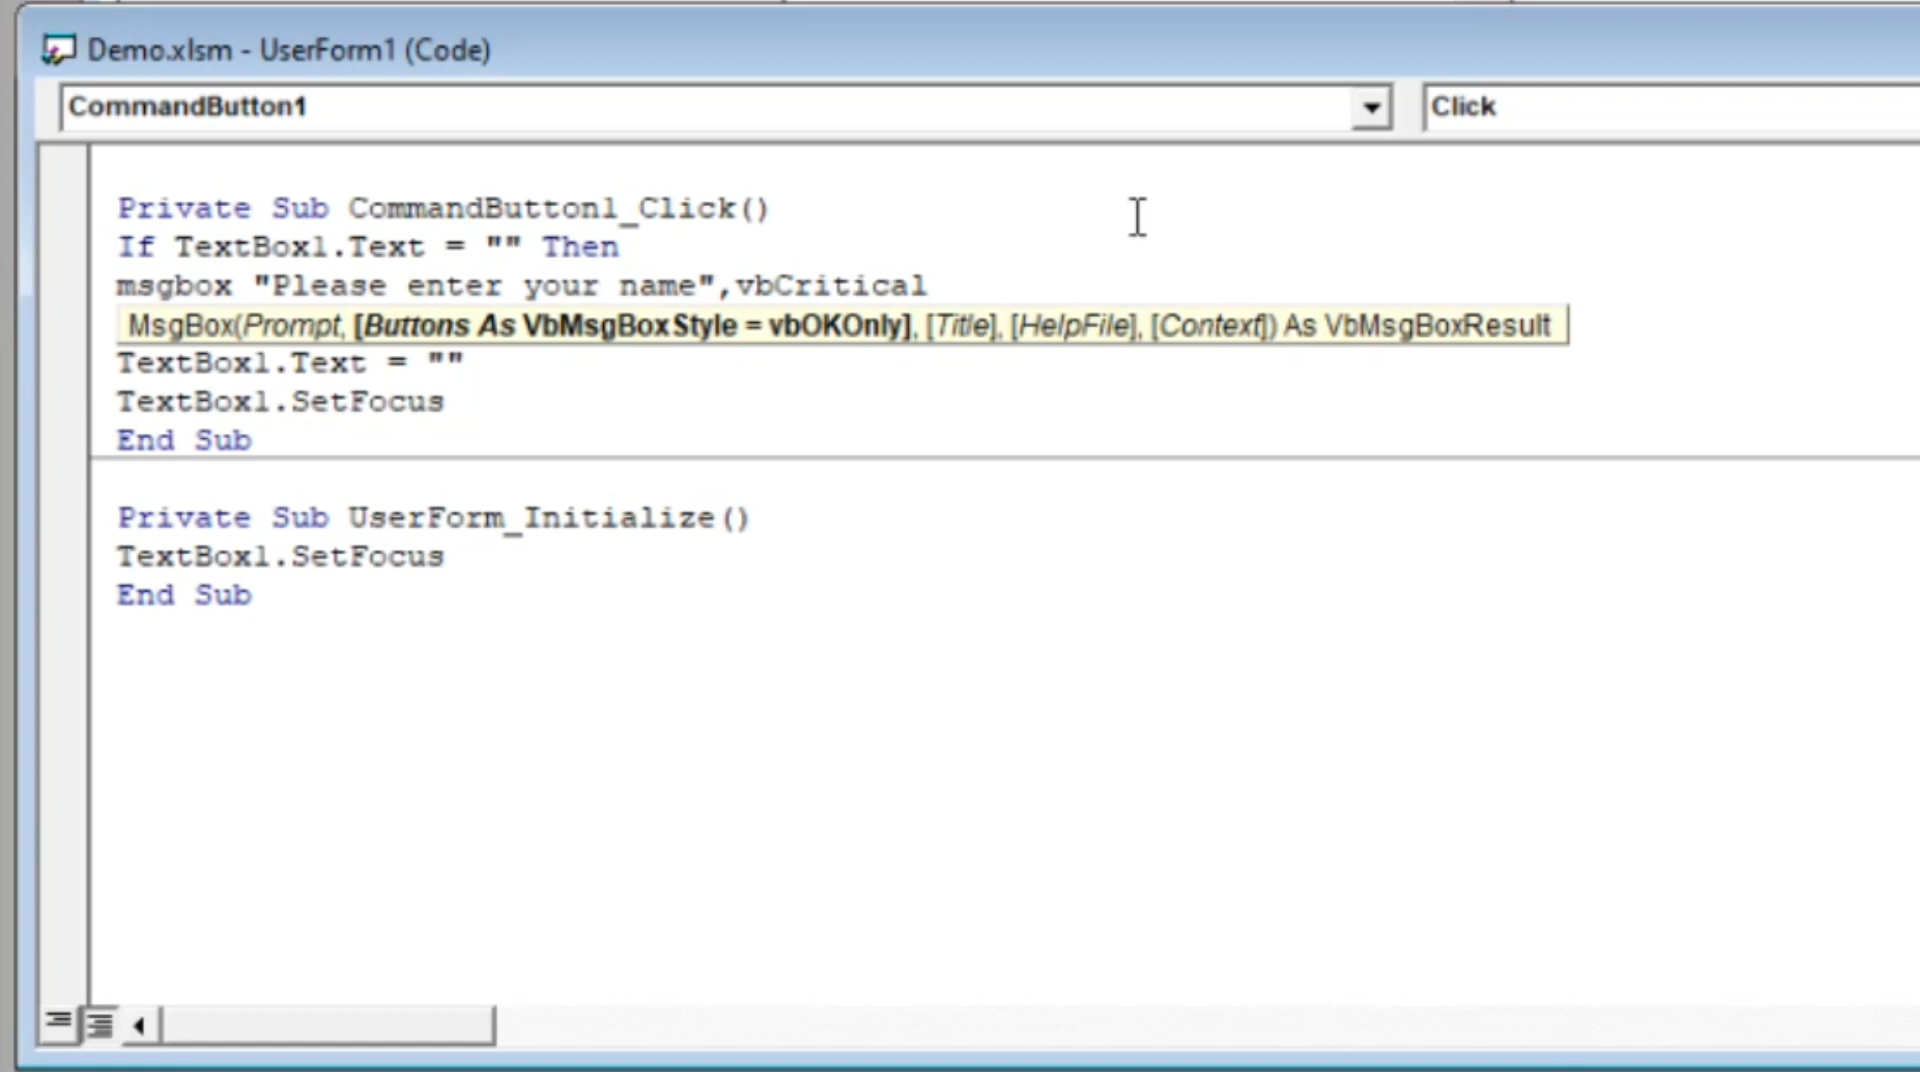 Demo.xlsm - UserForm1 (Code)
CommandButton1
Click
Private Sub CommandButton1_Click()
If TextBox1.Text = "" Then
msgbox "Please enter your name",vbCritical
MsgBox(Prompt, [Buttons As VbMsgBoxStyle = vbOKOnly], [Title], [HelpFile], [Context]) As VbMsgBoxResult
TextBox1.Text = ""
TextBox1.SetFocus
End Sub
Private Sub UserForm_Initialize()
TextBox1.SetFocus
End Sub